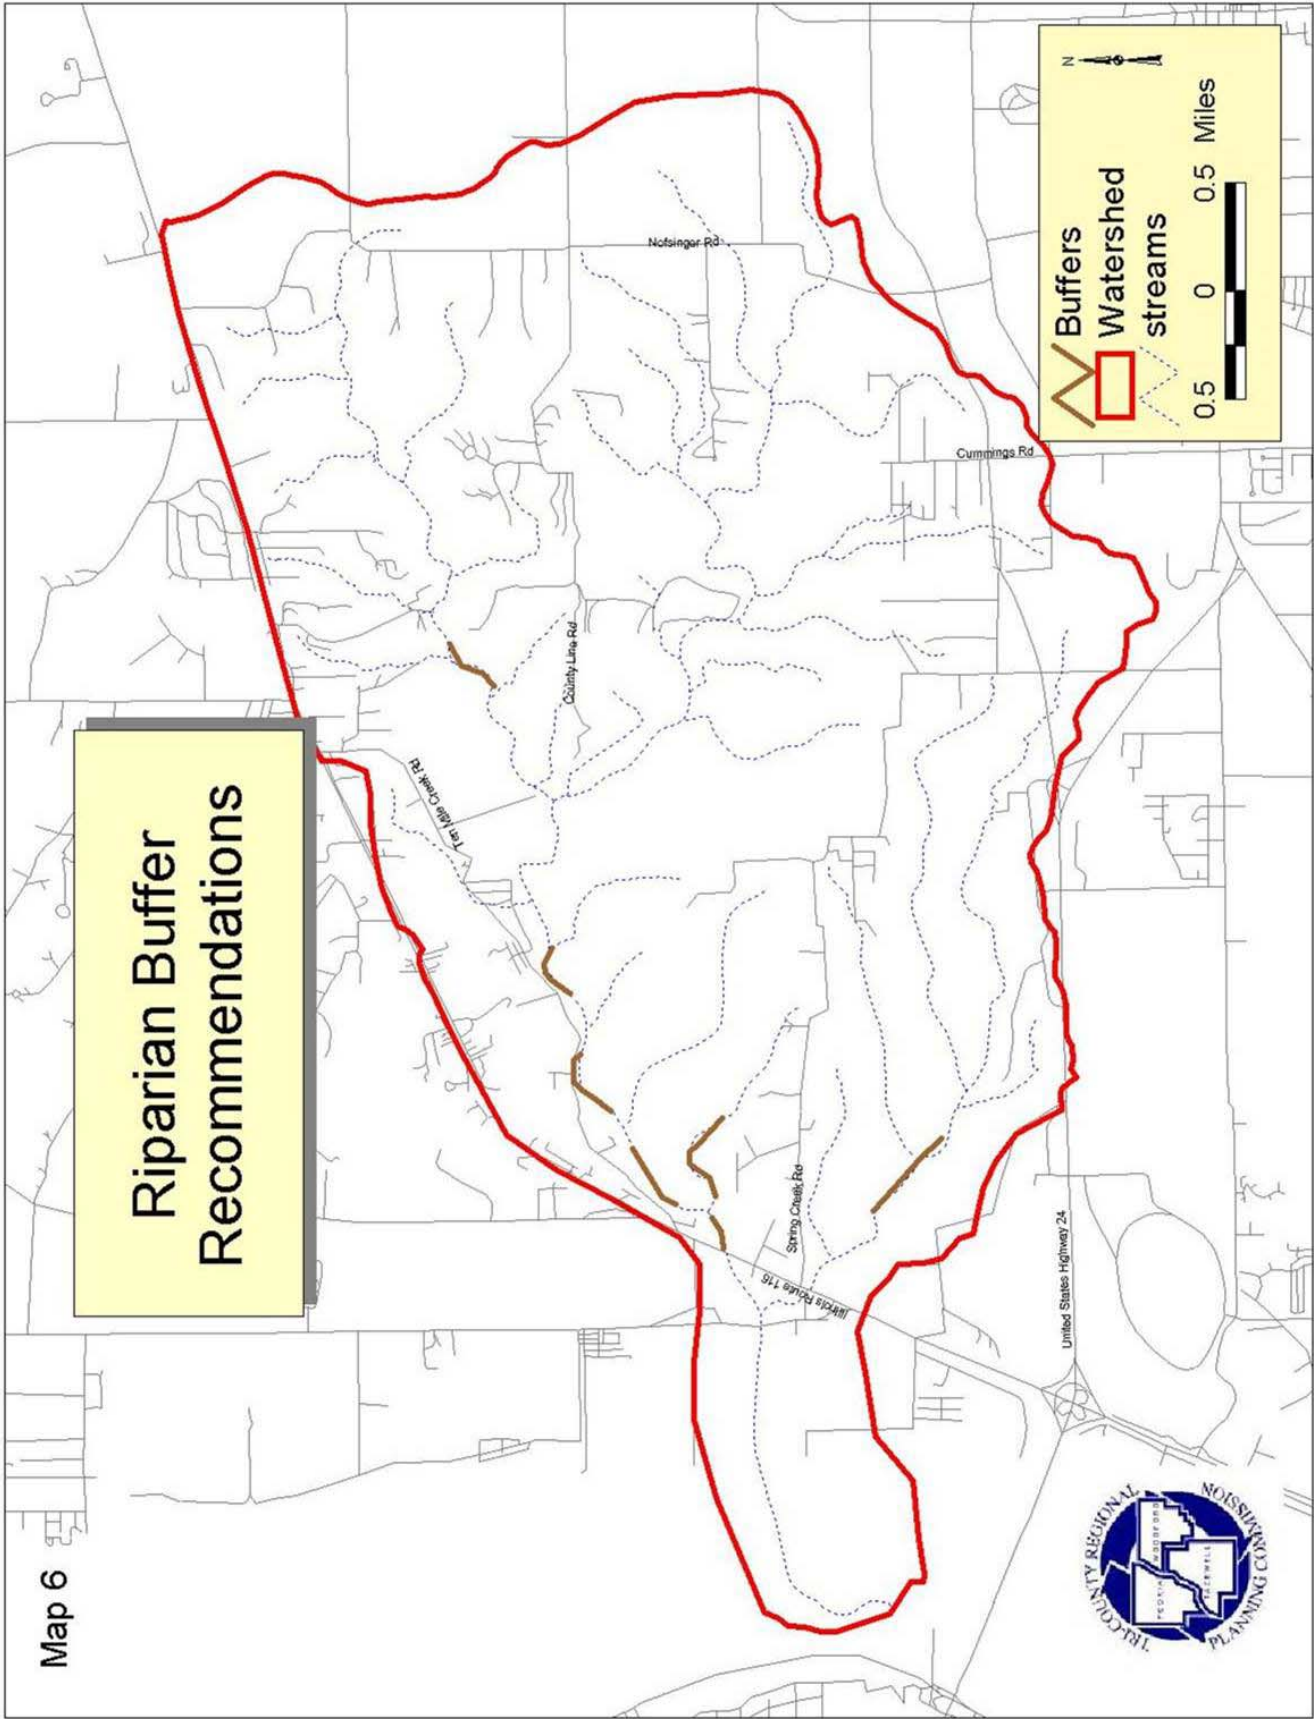 Map 6
Riparian Buffer
Recommendations
Ten Mile Creek Rd
County Line Rd
Nofsinger Rd
Cummings Rd
Spring Creek Rd
Illinois Route 116
United States Highway 24
N
Buffers
Watershed
streams
0.5 0 0.5 Miles
TRI-COUNTY REGIONAL
PEORIA
WOODFORD
TAZEWELL
PLANNING COMMISSION